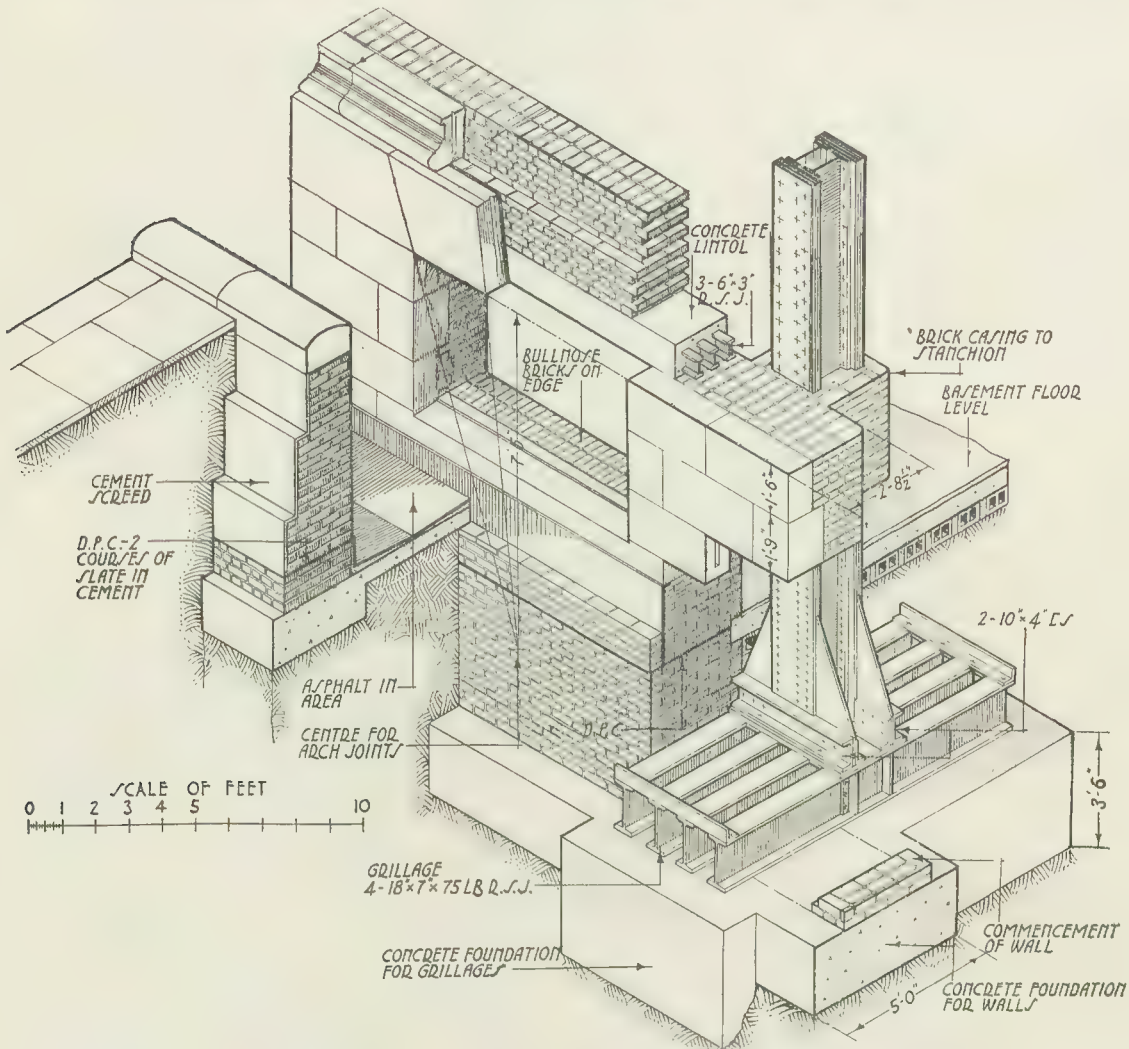 CONCRETE
LINTOL
3-6"×3"
R.S.J.
BRICK CASING TO
STANCHION
BASEMENT FLOOR
LEVEL
BULLNOSE
BRICKS ON
EDGE
7'.6"
1'-6"
1'-9"
2'-8½"
CEMENT
SCREED
D.P.C.-2
COURSES OF
SLATE IN
CEMENT
2-10"×4" [S
ASPHALT IN
AREA
D.P.C.
CENTRE FOR
ARCH JOINTS
SCALE OF FEET
0 1 2 3 4 5 10
3'-6"
GRILLAGE
4-18"×7"×75 LB R.S.J.
COMMENCEMENT
OF WALL
CONCRETE FOUNDATION
FOR GRILLAGES
5'-0"
CONCRETE FOUNDATION
FOR WALLS